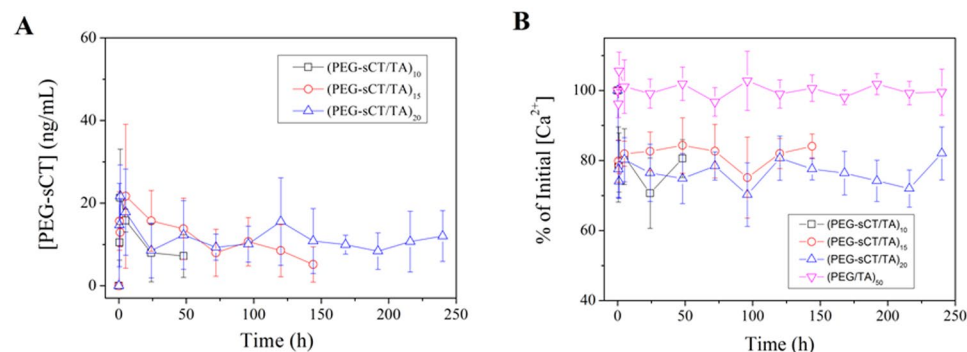 A
60
40
20
0
[PEG-sCT] (ng/mL)
(PEG-sCT/TA)₁₀
(PEG-sCT/TA)₁₅
(PEG-sCT/TA)₂₀
0 50 100 150 200 250
Time (h)
B
120
100
80
60
40
% of Initial [Ca²⁺]
(PEG-sCT/TA)₁₀
(PEG-sCT/TA)₁₅
(PEG-sCT/TA)₂₀
(PEG/TA)₅₀
0 50 100 150 200 250
Time (h)